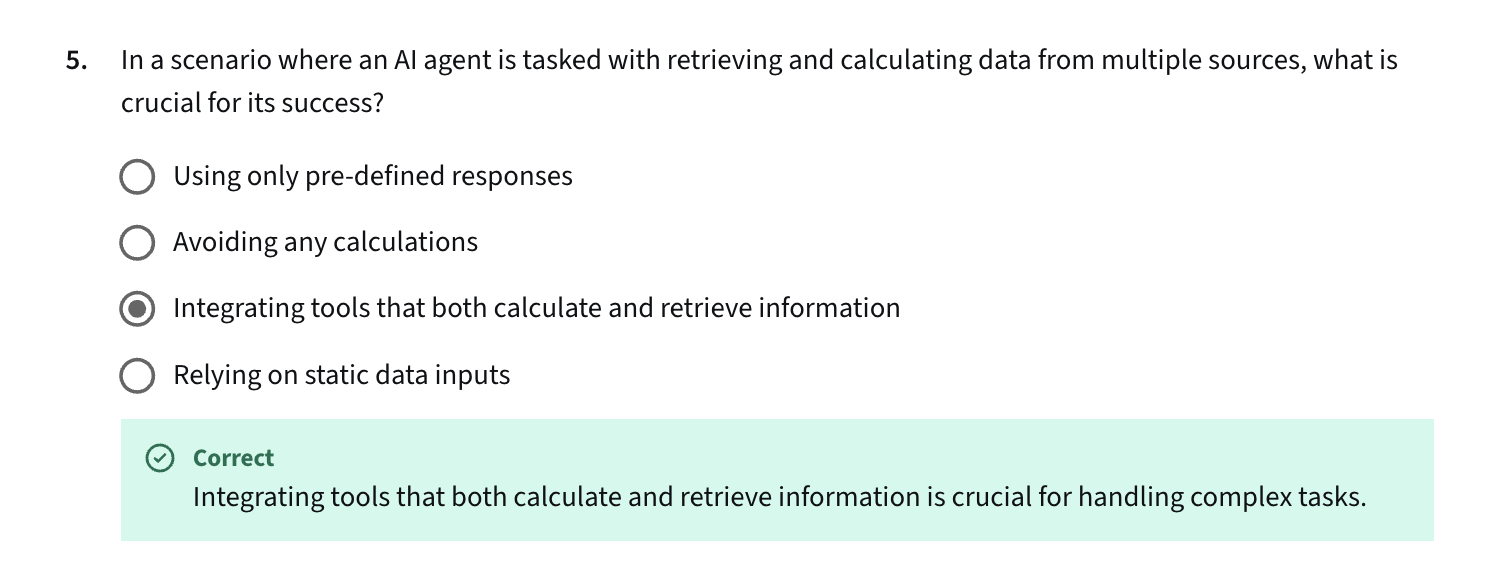 5. In a scenario where an AI agent is tasked with retrieving and calculating data from multiple sources, what is
crucial for its success?
Using only pre-defined responses
Avoiding any calculations
Integrating tools that both calculate and retrieve information
Relying on static data inputs
Correct
Integrating tools that both calculate and retrieve information is crucial for handling complex tasks.